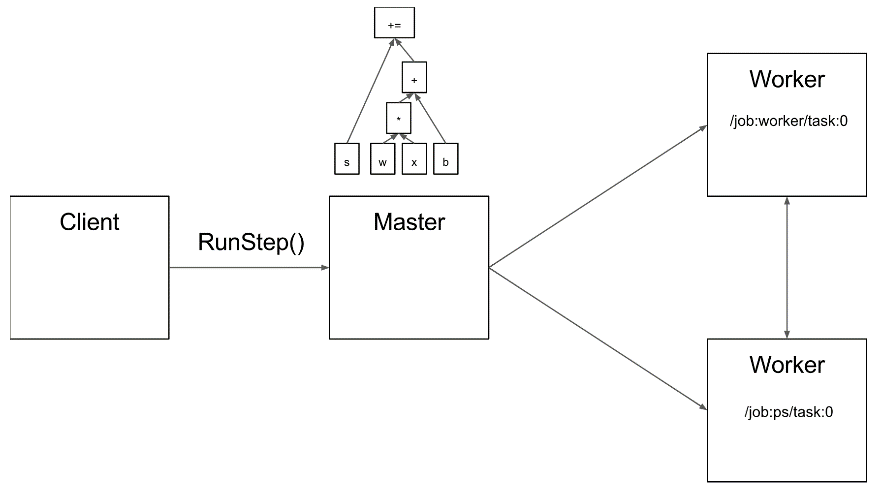 +=
+
*
s
w
x
b
Client
RunStep()
Master
Worker
/job:worker/task:0
Worker
/job:ps/task:0